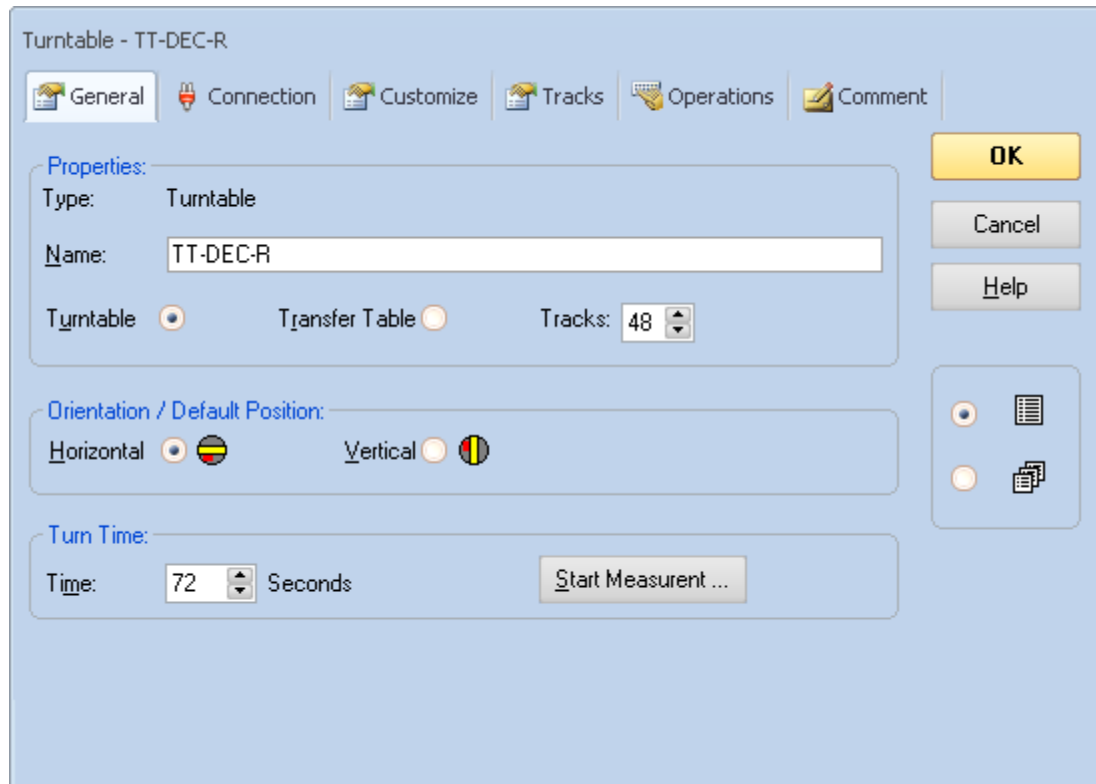 Turntable - TT-DEC-R
General Connection Customize Tracks Operations Comment
Properties:
Type: Turntable
Name: TT-DEC-R
Turntable Transfer Table Tracks: 48
Orientation / Default Position:
Horizontal Vertical
Turn Time:
Time: 72 Seconds Start Measurent ...
OK
Cancel
Help